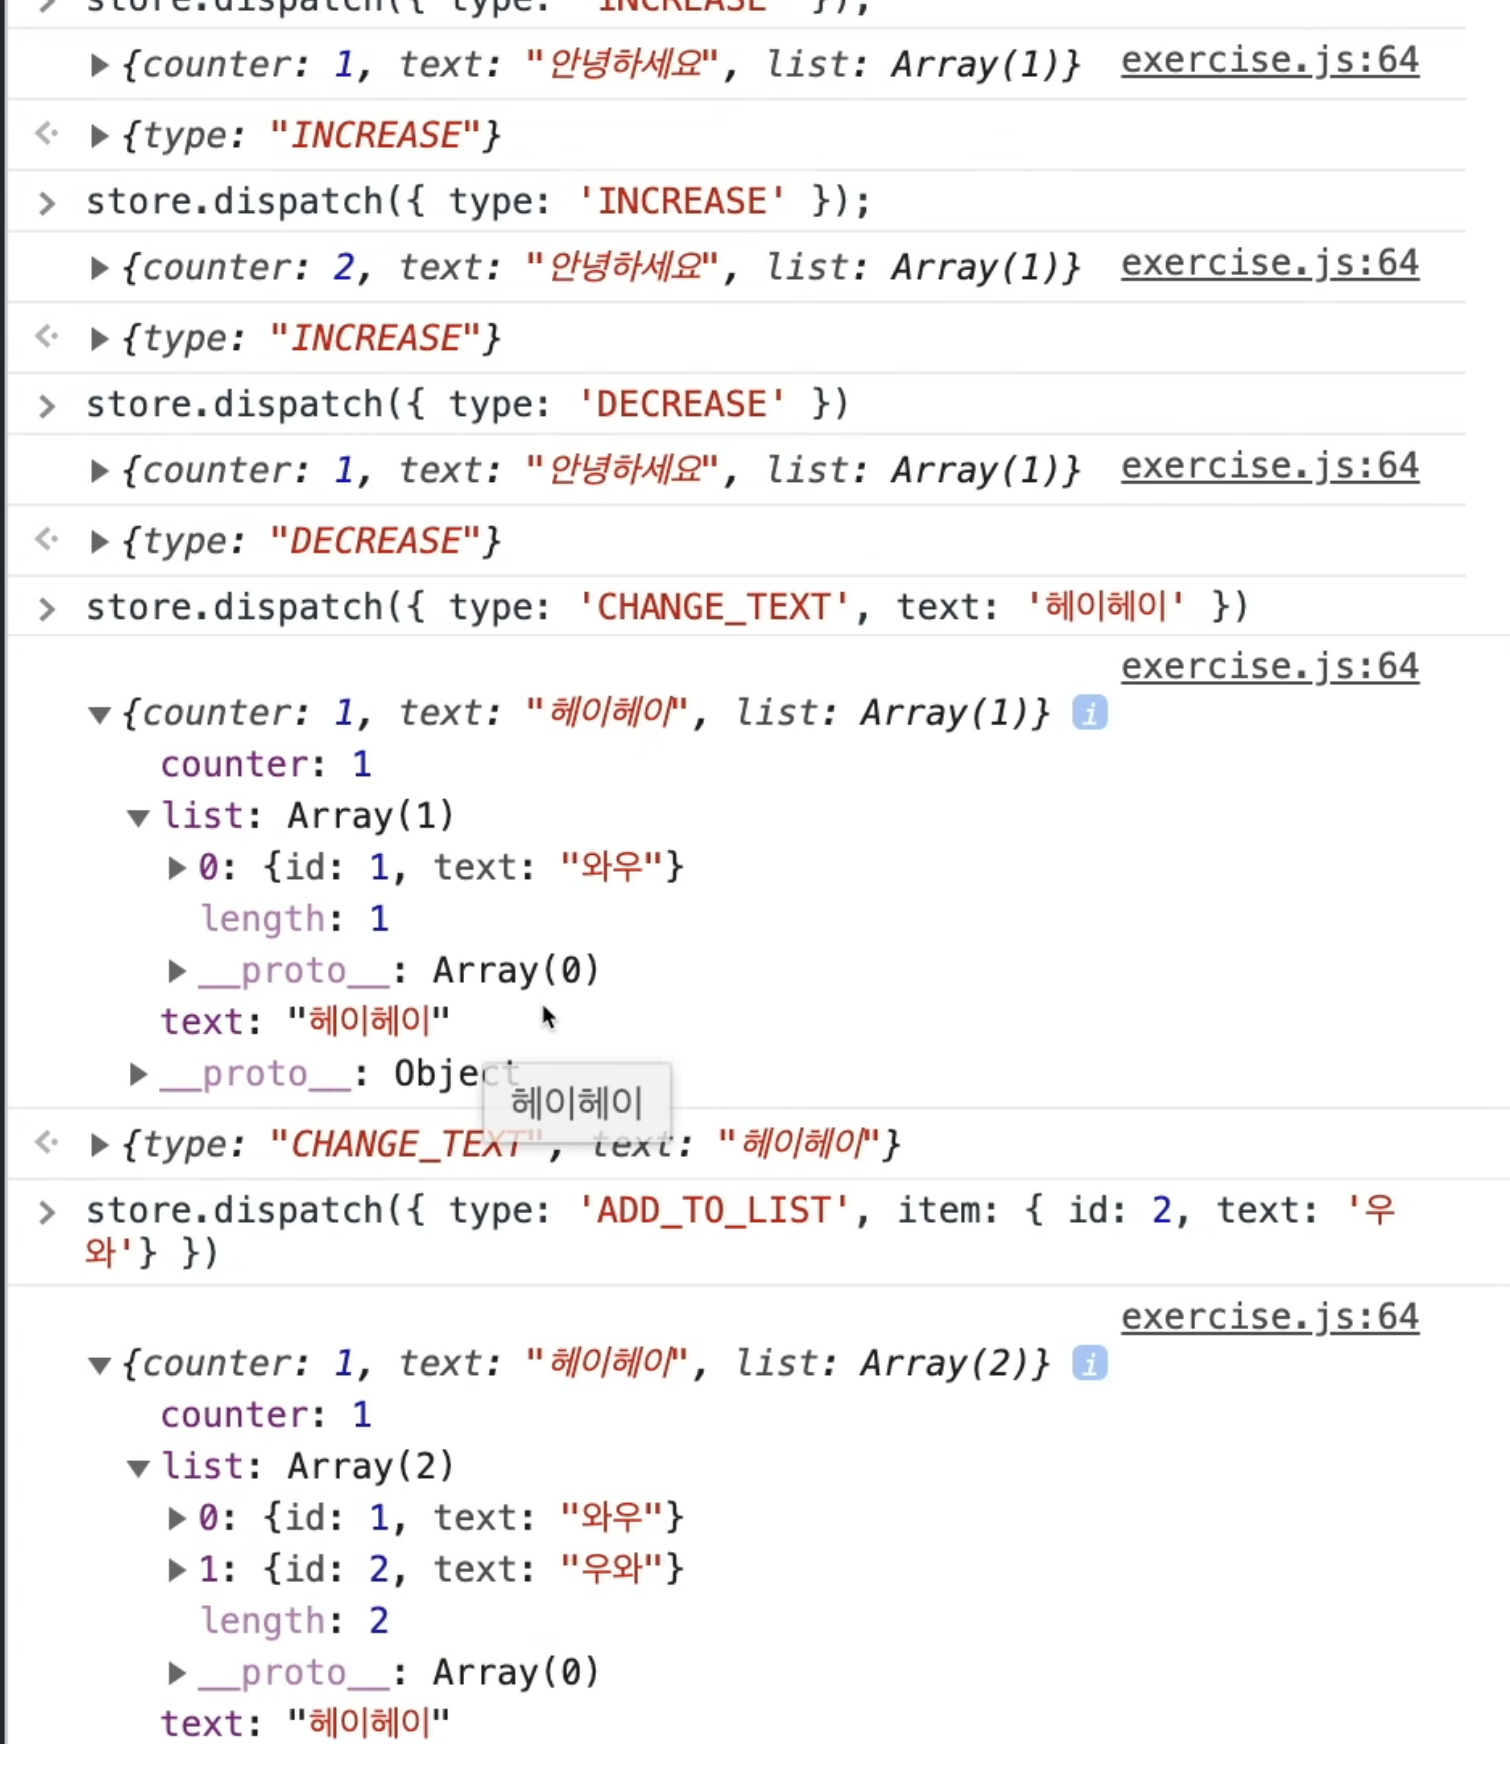 > store.dispatch({ type: 'INCREASE' });
▶ {counter: 1, text: "안녕하세요", list: Array(1)} exercise.js:64
▶ {type: "INCREASE"}
> store.dispatch({ type: 'INCREASE' });
▶ {counter: 2, text: "안녕하세요", list: Array(1)} exercise.js:64
▶ {type: "INCREASE"}
> store.dispatch({ type: 'DECREASE' })
▶ {counter: 1, text: "안녕하세요", list: Array(1)} exercise.js:64
▶ {type: "DECREASE"}
> store.dispatch({ type: 'CHANGE_TEXT', text: '헤이헤이' })
exercise.js:64
▼ {counter: 1, text: "헤이헤이", list: Array(1)} i
counter: 1
▼ list: Array(1)
▶ 0: {id: 1, text: "와우"}
length: 1
▶ __proto__: Array(0)
text: "헤이헤이"
▶ __proto__: Object
헤이헤이
▶ {type: "CHANGE_TEXT", text: "헤이헤이"}
> store.dispatch({ type: 'ADD_TO_LIST', item: { id: 2, text: '우
와'} })
exercise.js:64
▼ {counter: 1, text: "헤이헤이", list: Array(2)} i
counter: 1
▼ list: Array(2)
▶ 0: {id: 1, text: "와우"}
▶ 1: {id: 2, text: "우와"}
length: 2
▶ __proto__: Array(0)
text: "헤이헤이"